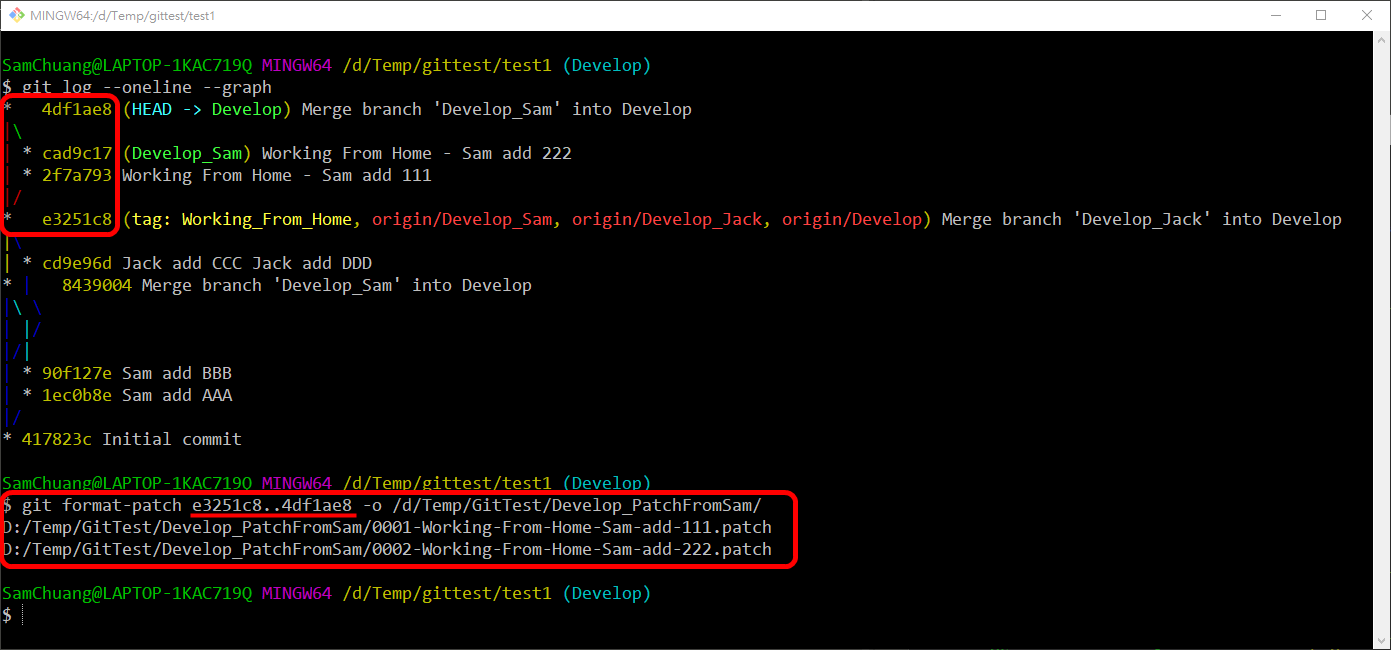 MINGW64:/d/Temp/gittest/test1
SamChuang@LAPTOP-1KAC719Q MINGW64 /d/Temp/gittest/test1 (Develop)
$ git log --oneline --graph
*   4df1ae8 (HEAD -> Develop) Merge branch 'Develop_Sam' into Develop
|\
| * cad9c17 (Develop_Sam) Working From Home - Sam add 222
| * 2f7a793 Working From Home - Sam add 111
|/
*   e3251c8 (tag: Working_From_Home, origin/Develop_Sam, origin/Develop_Jack, origin/Develop) Merge branch 'Develop_Jack' into Develop
|\
| * cd9e96d Jack add CCC Jack add DDD
* |   8439004 Merge branch 'Develop_Sam' into Develop
|\ \
| |/
|/|
| * 90f127e Sam add BBB
| * 1ec0b8e Sam add AAA
|/
* 417823c Initial commit
SamChuang@LAPTOP-1KAC719Q MINGW64 /d/Temp/gittest/test1 (Develop)
$ git format-patch e3251c8..4df1ae8 -o /d/Temp/GitTest/Develop_PatchFromSam/
D:/Temp/GitTest/Develop_PatchFromSam/0001-Working-From-Home-Sam-add-111.patch
D:/Temp/GitTest/Develop_PatchFromSam/0002-Working-From-Home-Sam-add-222.patch
SamChuang@LAPTOP-1KAC719Q MINGW64 /d/Temp/gittest/test1 (Develop)
$